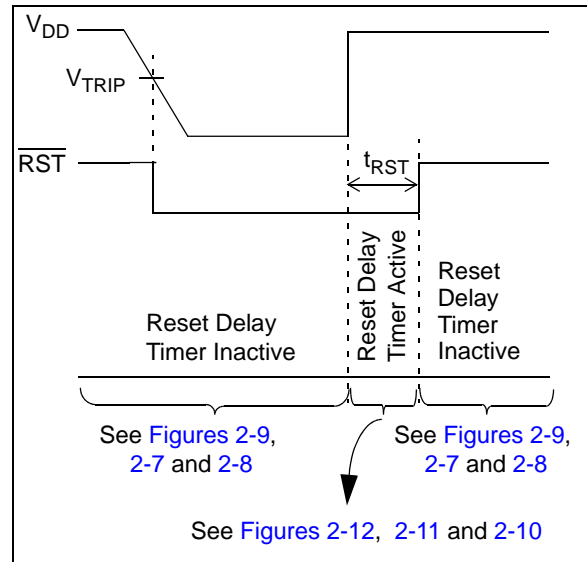 VDD
VTRIP
RST
tRST
Reset Delay
Timer Inactive
Reset Delay
Timer Active
Reset
Delay
Timer
Inactive
See Figures 2-9,
2-7 and 2-8
See Figures 2-9,
2-7 and 2-8
See Figures 2-12, 2-11 and 2-10